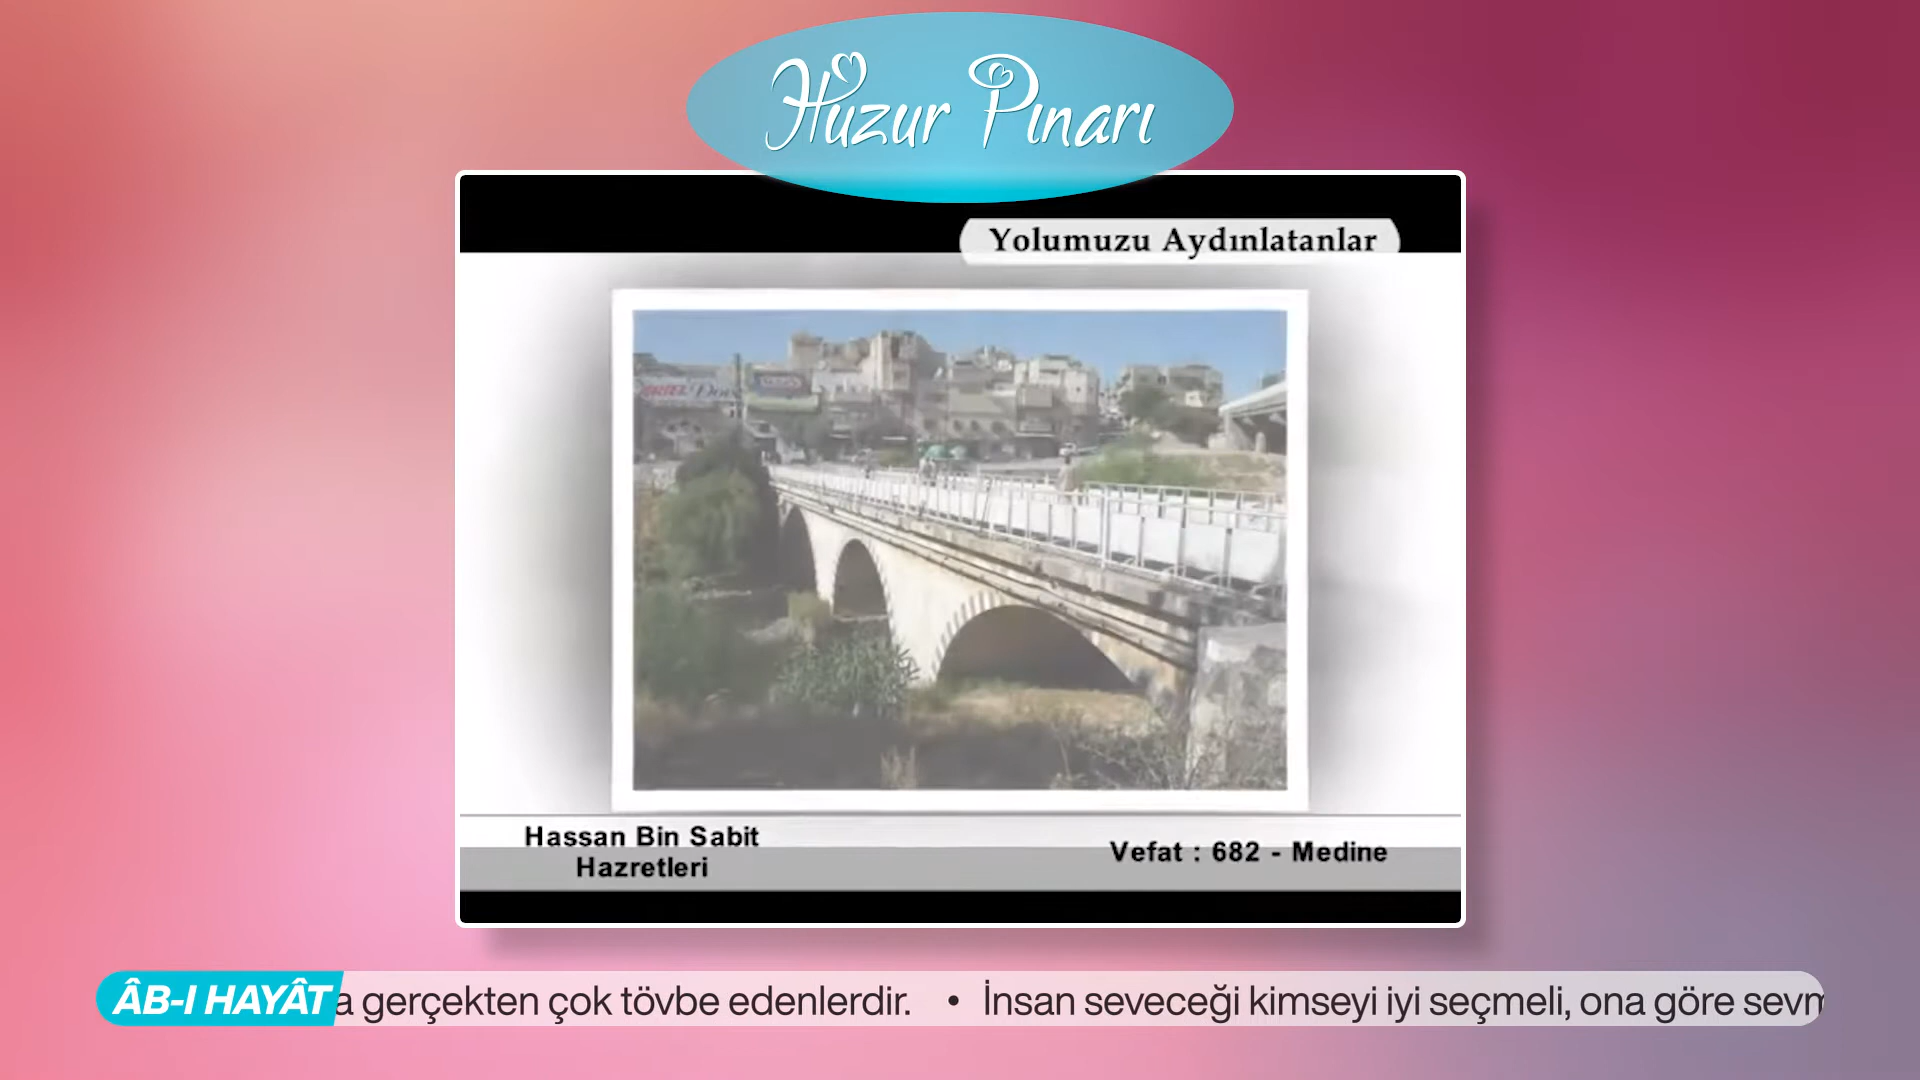 Huzur Pınarı
Yolumuzu Aydınlatanlar
Hassan Bin Sabit
Hazretleri
Vefat : 682 - Medine
ÂB-I HAYÂT
gerçekten çok tövbe edenlerdir. • İnsan seveceği kimseyi iyi seçmeli, ona göre